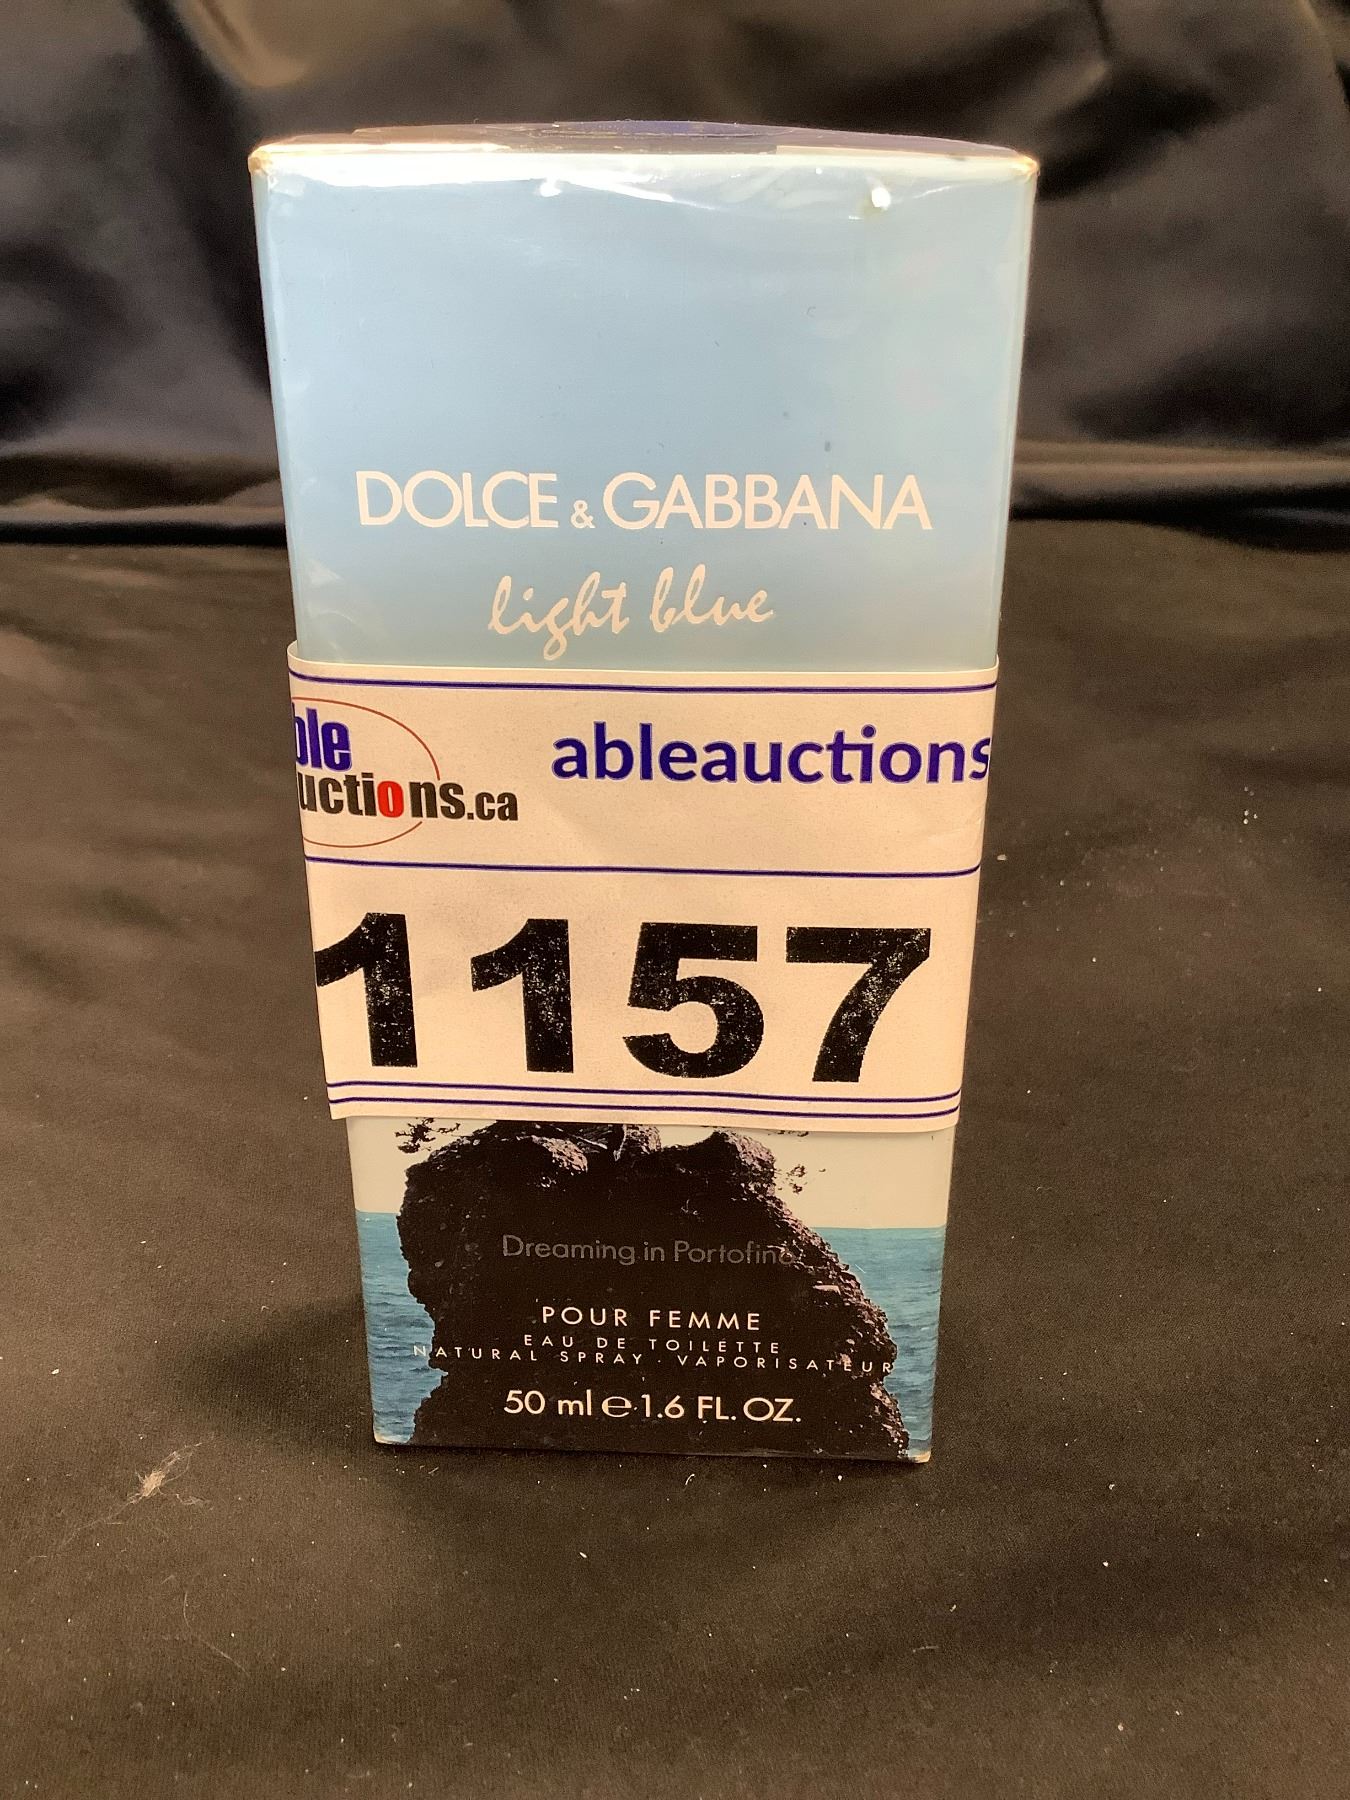 DOLCE & GABBANA
light blue
ble
uctions.ca
ableauctions
1157
Dreaming in Portofino
POUR FEMME
EAU DE TOILETTE
NATURAL SPRAY · VAPORISATEUR
50 ml e 1.6 FL. OZ.